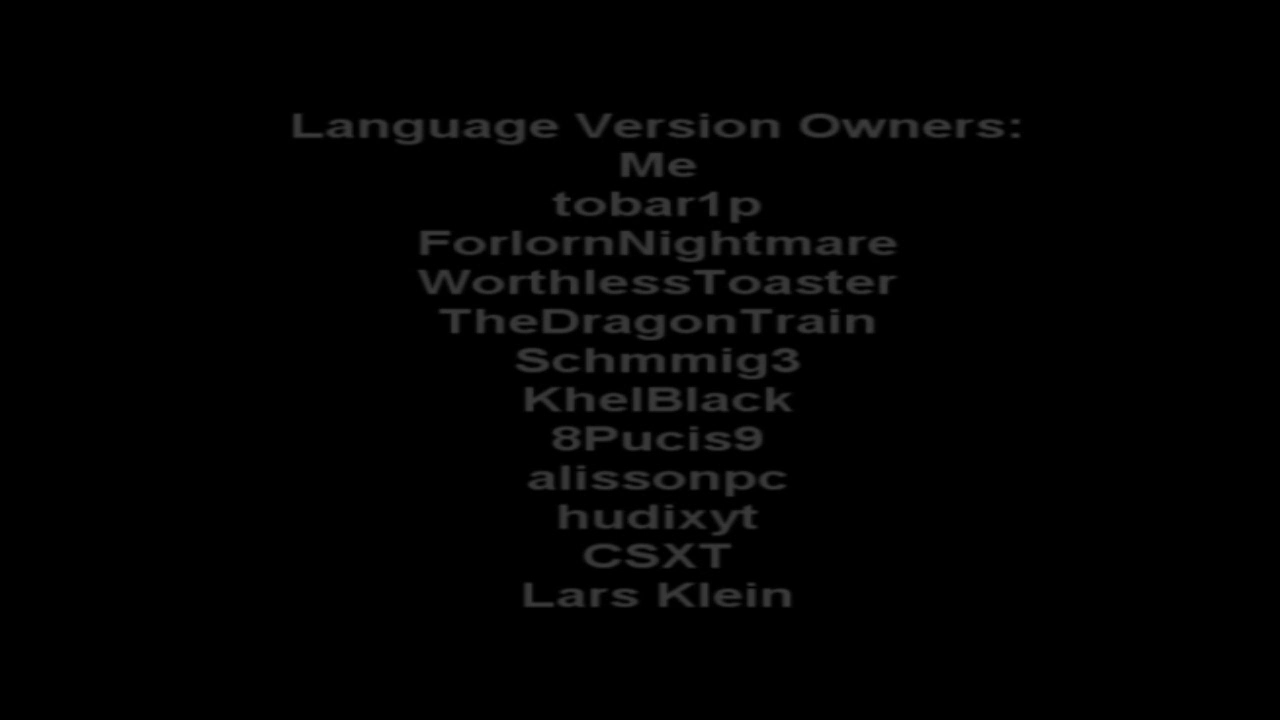 Language Version Owners:
Me
tobar1p
ForlornNightmare
WorthlessToaster
TheDragonTrain
Schmmig3
KhelBlack
8Pucis9
alissonpc
hudixyt
CSXT
Lars Klein